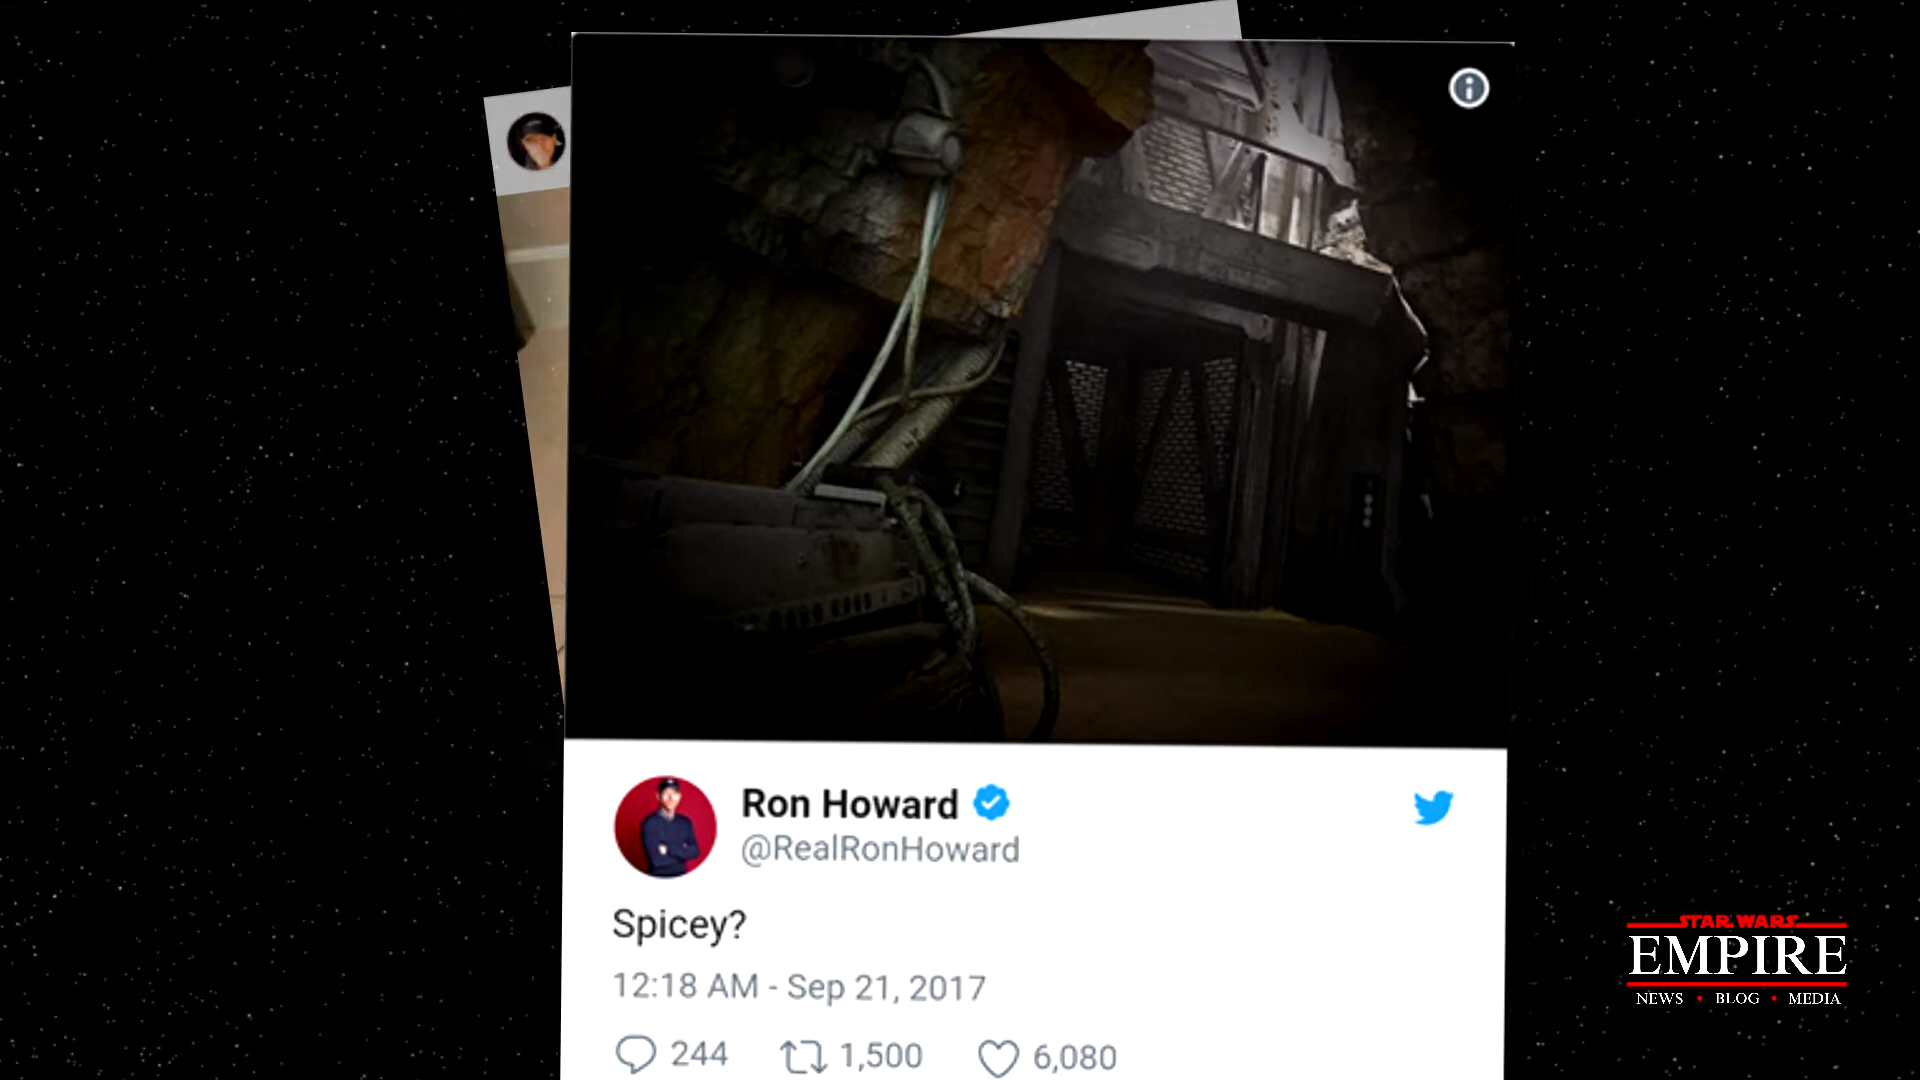 Ron Howard
@RealRonHoward
Spicey?
12:18 AM - Sep 21, 2017
244 1,500 6,080
STAR WARS
EMPIRE
NEWS • BLOG • MEDIA